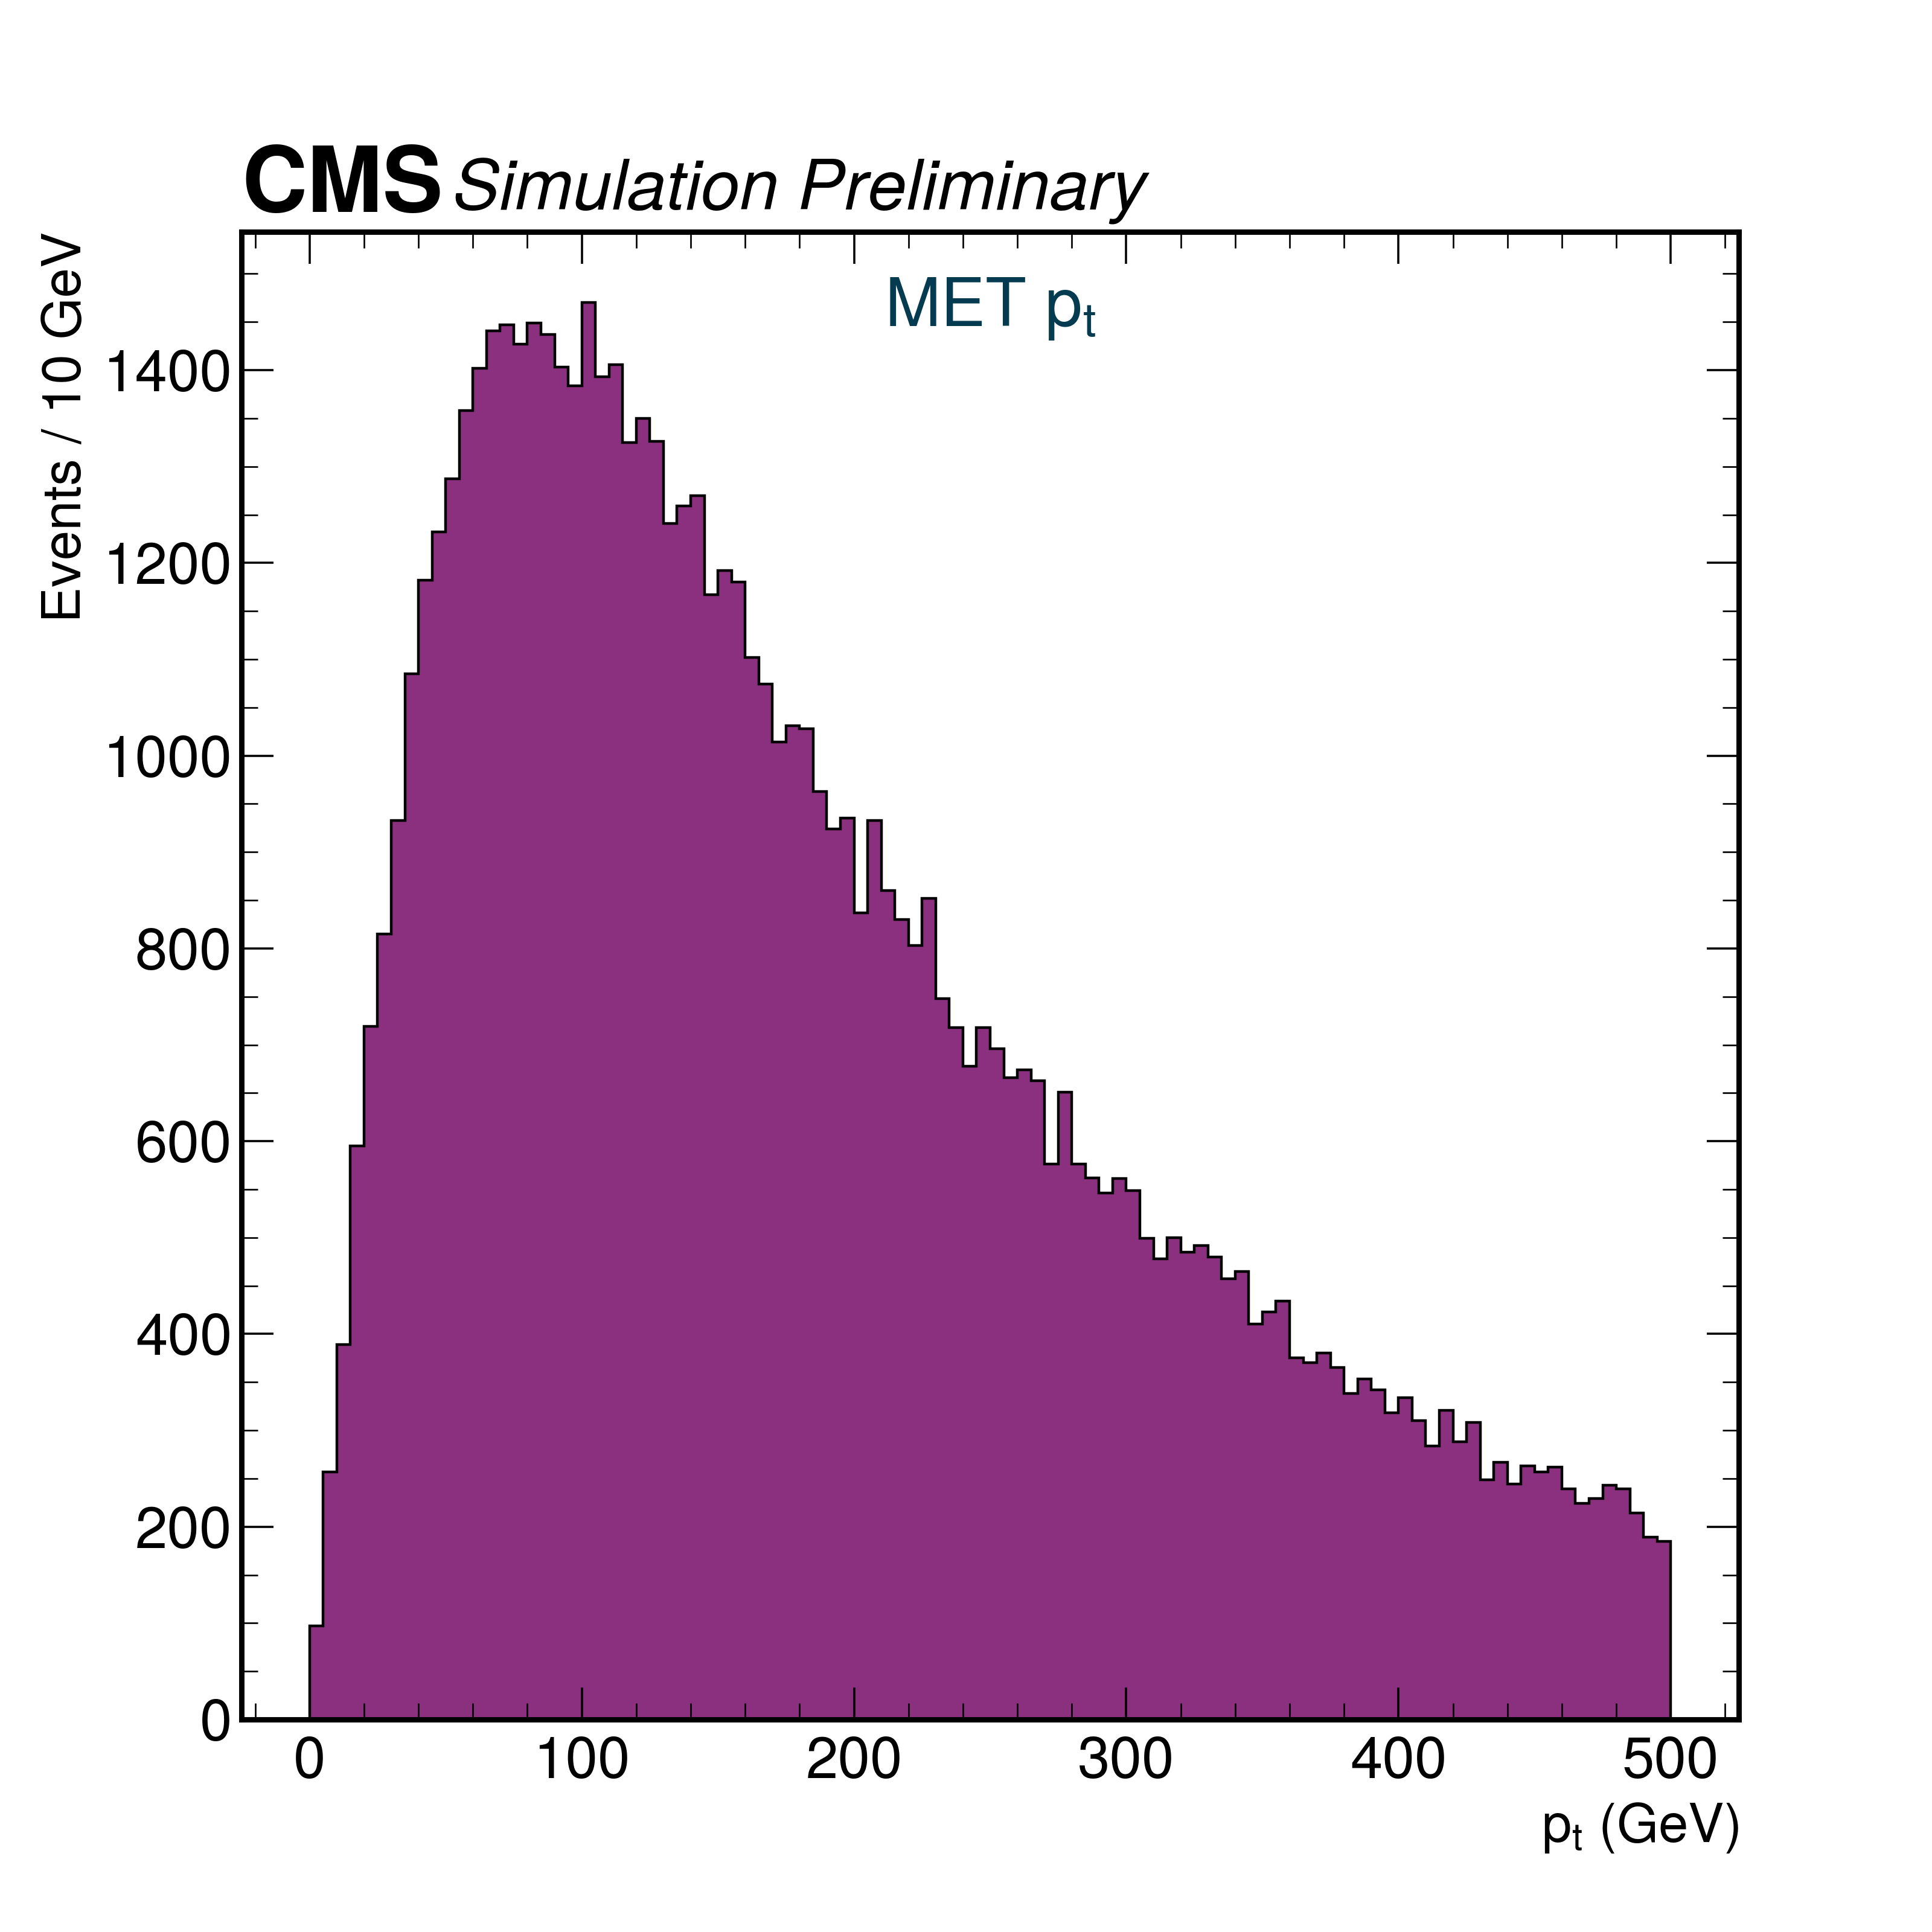 CMS Simulation Preliminary
Events / 10 GeV
MET pt
1400
1200
1000
800
600
400
200
0
0 100 200 300 400 500
pt (GeV)